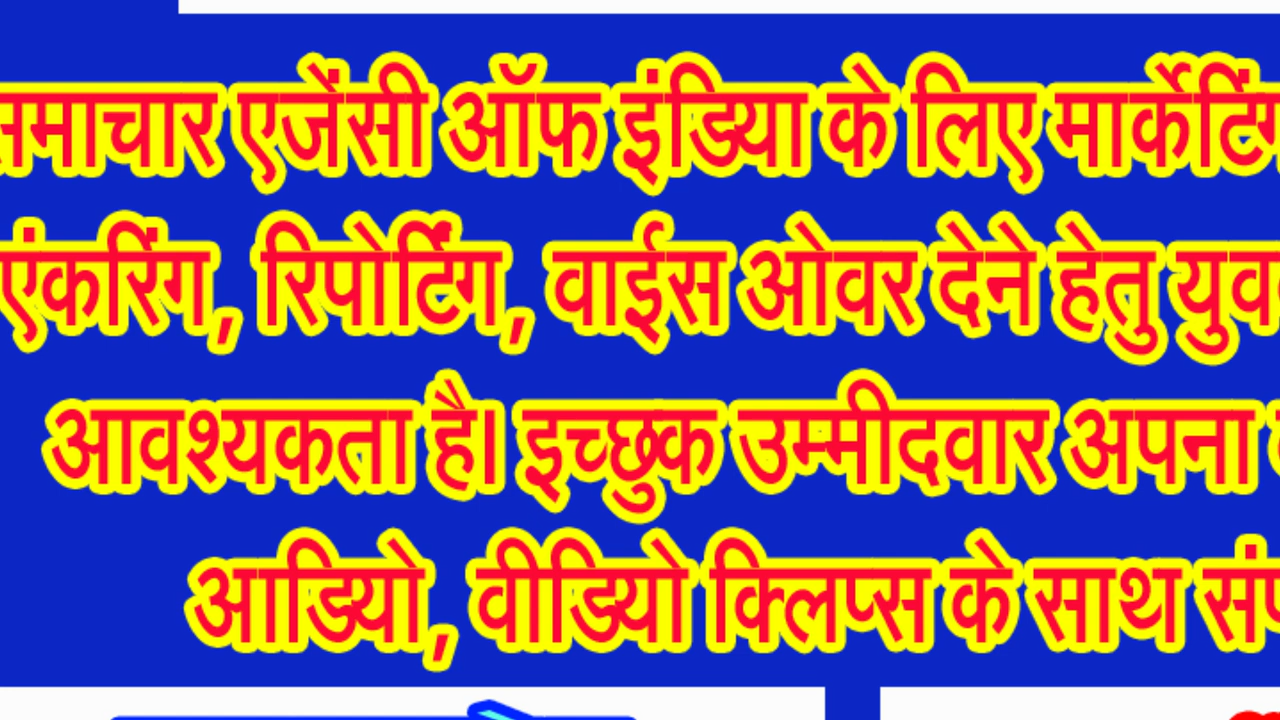 समाचार एजेंसी ऑफ इंडिया के लिए मार्केटिंग
एंकरिंग, रिपोर्टिंग, वाईस ओवर देने हेतु
आवश्यकता है। इच्छुक उम्मीदवार अपना
आडियो, वीडियो क्लिप्स के साथ